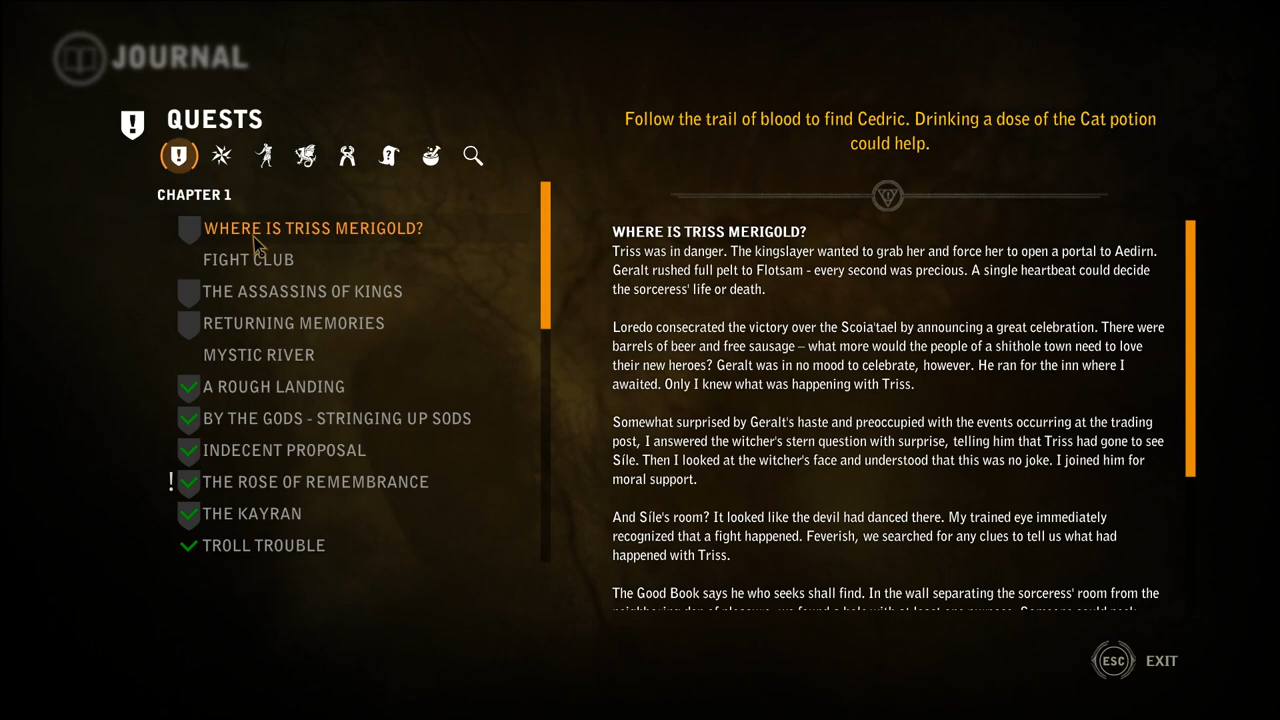 JOURNAL
QUESTS
CHAPTER 1
WHERE IS TRISS MERIGOLD?
FIGHT CLUB
THE ASSASSINS OF KINGS
RETURNING MEMORIES
MYSTIC RIVER
A ROUGH LANDING
BY THE GODS - STRINGING UP SODS
INDECENT PROPOSAL
! THE ROSE OF REMEMBRANCE
THE KAYRAN
TROLL TROUBLE
Follow the trail of blood to find Cedric. Drinking a dose of the Cat potion
could help.
WHERE IS TRISS MERIGOLD?
Triss was in danger. The kingslayer wanted to grab her and force her to open a portal to Aedirn.
Geralt rushed full pelt to Flotsam - every second was precious. A single heartbeat could decide
the sorceress' life or death.
Loredo consecrated the victory over the Scoia'tael by announcing a great celebration. There were
barrels of beer and free sausage – what more would the people of a shithole town need to love
their new heroes? Geralt was in no mood to celebrate, however. He ran for the inn where I
awaited. Only I knew what was happening with Triss.
Somewhat surprised by Geralt's haste and preoccupied with the events occurring at the trading
post, I answered the witcher's stern question with surprise, telling him that Triss had gone to see
Síle. Then I looked at the witcher's face and understood that this was no joke. I joined him for
moral support.
And Síle's room? It looked like the devil had danced there. My trained eye immediately
recognized that a fight happened. Feverish, we searched for any clues to tell us what had
happened with Triss.
The Good Book says he who seeks shall find. In the wall separating the sorceress' room from the
ESC EXIT